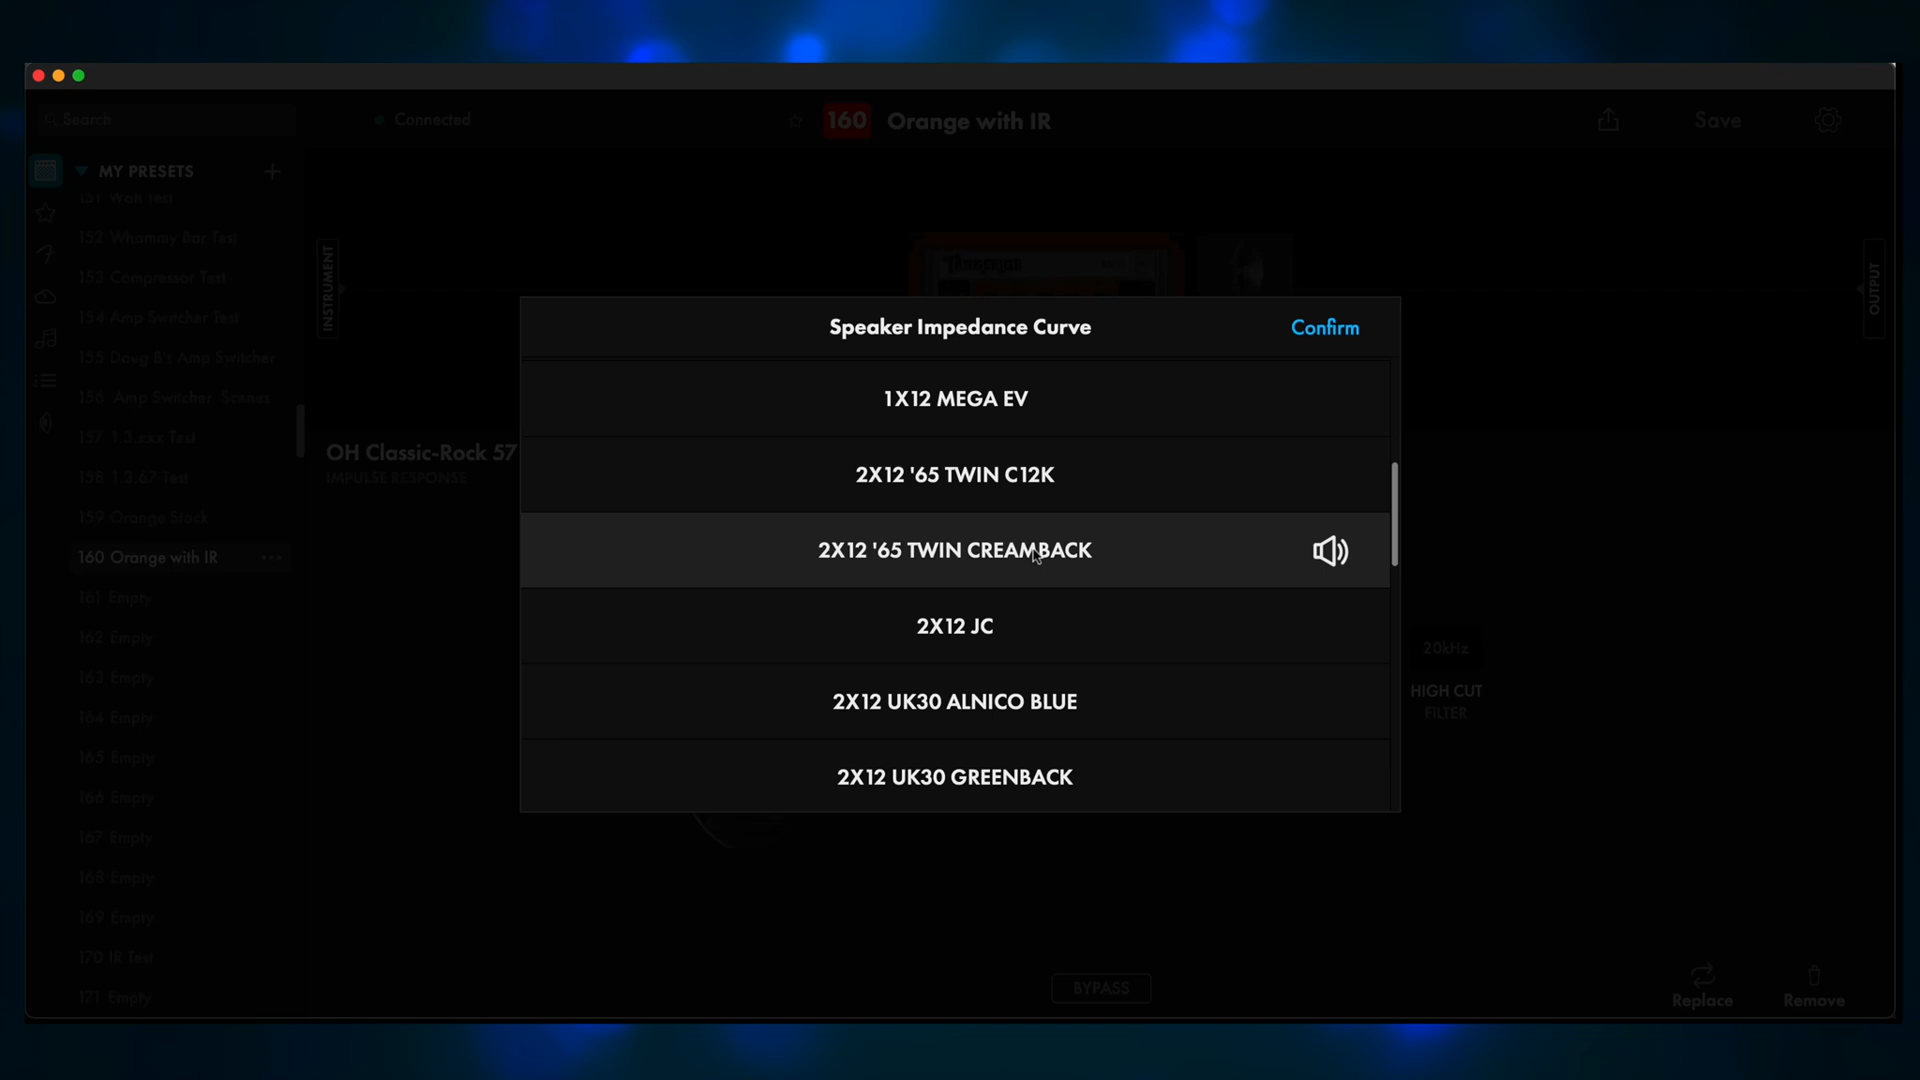 Search
Connected
160 Orange with IR
Save
MY PRESETS
151 Wah Test
152 Whammy Bar Test
153 Compressor Test
154 Amp Switcher Test
155 Doug B's Amp Switcher
156 Amp Switcher Scenes
158 1.3.67 Test
159 Orange Stock
160 Orange with IR
161 Empty
162 Empty
163 Empty
164 Empty
165 Empty
166 Empty
167 Empty
168 Empty
169 Empty
170 IR Test
171 Empty
INSTRUMENT
TANGERINE
OUTPUT
OH Classic-Rock 57
IMPULSE RESPONSE
Speaker Impedance Curve
Confirm
1X12 MEGA EV
2X12 '65 TWIN C12K
2X12 '65 TWIN CREAMBACK
2X12 JC
2X12 UK30 ALNICO BLUE
2X12 UK30 GREENBACK
20kHz
HIGH CUT
FILTER
BYPASS
Replace
Remove